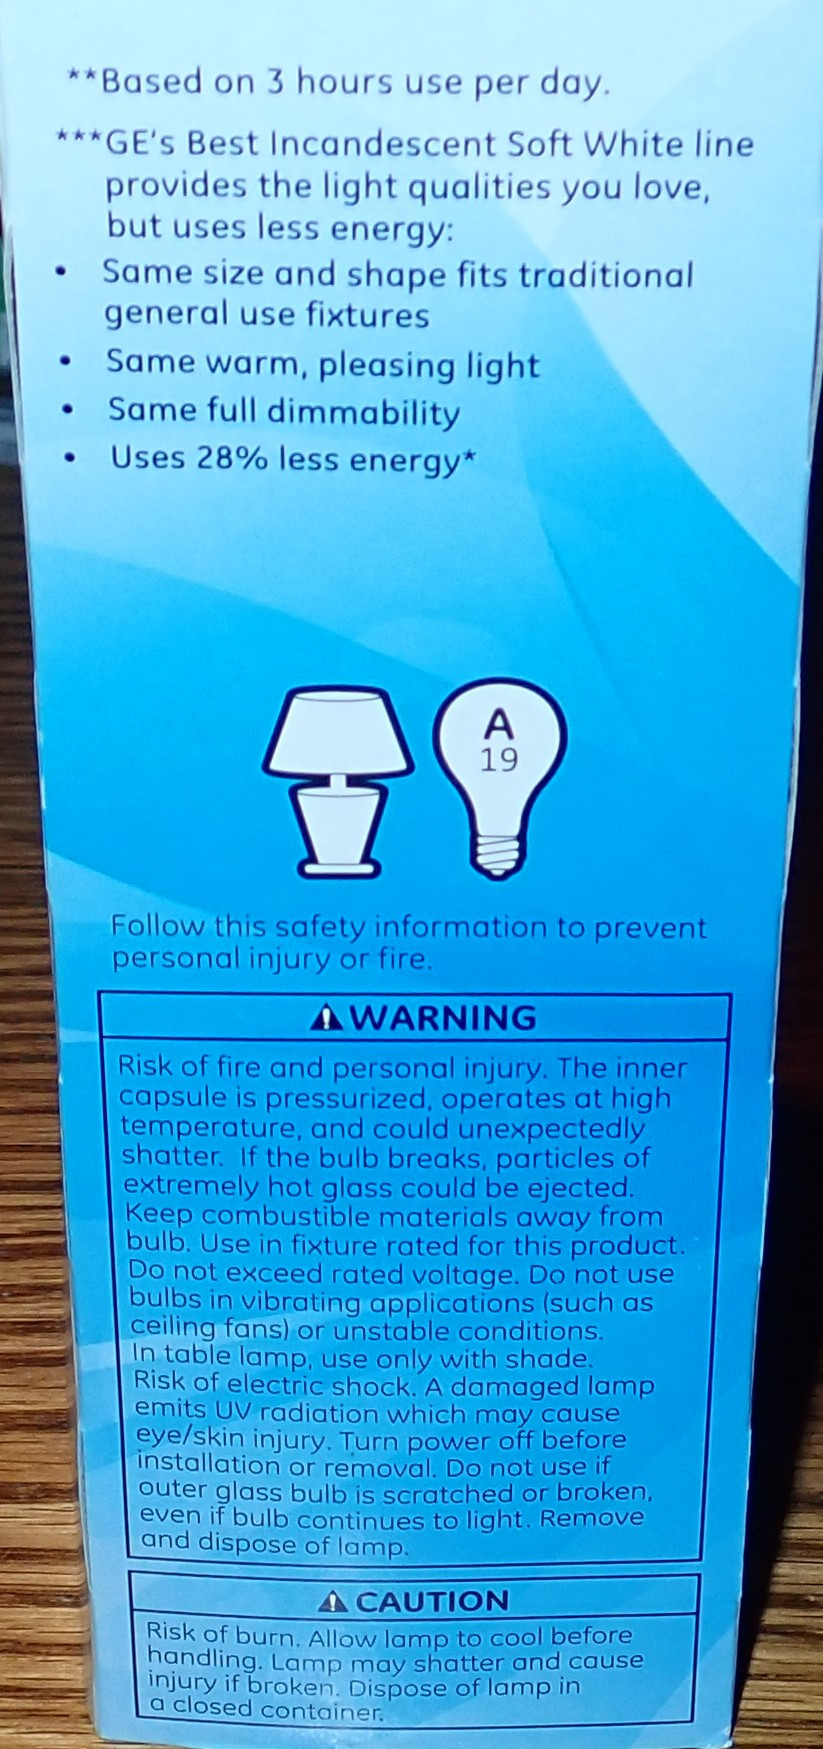 **Based on 3 hours use per day.
***GE's Best Incandescent Soft White line
provides the light qualities you love,
but uses less energy:
• Same size and shape fits traditional
general use fixtures
• Same warm, pleasing light
• Same full dimmability
• Uses 28% less energy*
A
19
Follow this safety information to prevent
personal injury or fire.
⚠WARNING
Risk of fire and personal injury. The inner
capsule is pressurized, operates at high
temperature, and could unexpectedly
shatter. If the bulb breaks, particles of
extremely hot glass could be ejected.
Keep combustible materials away from
bulb. Use in fixture rated for this product.
Do not exceed rated voltage. Do not use
bulbs in vibrating applications (such as
ceiling fans) or unstable conditions.
In table lamp, use only with shade.
Risk of electric shock. A damaged lamp
emits UV radiation which may cause
eye/skin injury. Turn power off before
installation or removal. Do not use if
outer glass bulb is scratched or broken,
even if bulb continues to light. Remove
and dispose of lamp.
⚠ CAUTION
Risk of burn. Allow lamp to cool before
handling. Lamp may shatter and cause
injury if broken. Dispose of lamp in
a closed container.